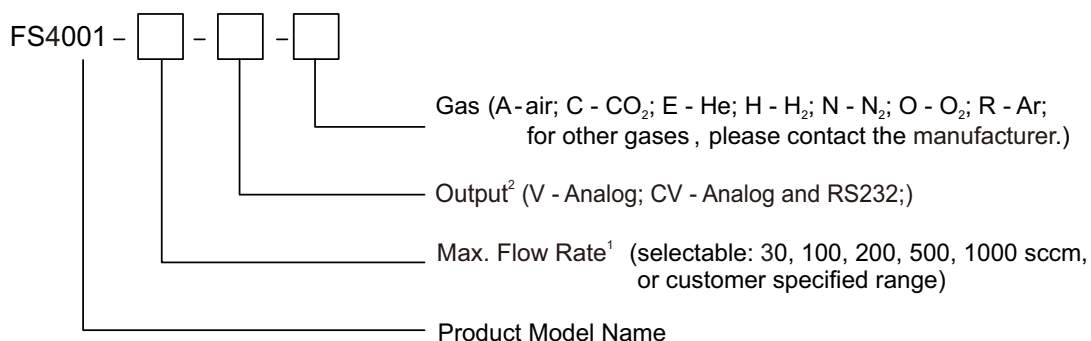 FS4001 – □ – □ – □
Gas (A - air; C - CO₂; E - He; H - H₂; N - N₂; O - O₂; R - Ar;
for other gases , please contact the manufacturer.)
Output² (V - Analog; CV - Analog and RS232;)
Max. Flow Rate¹ (selectable: 30, 100, 200, 500, 1000 sccm,
or customer specified range)
Product Model Name